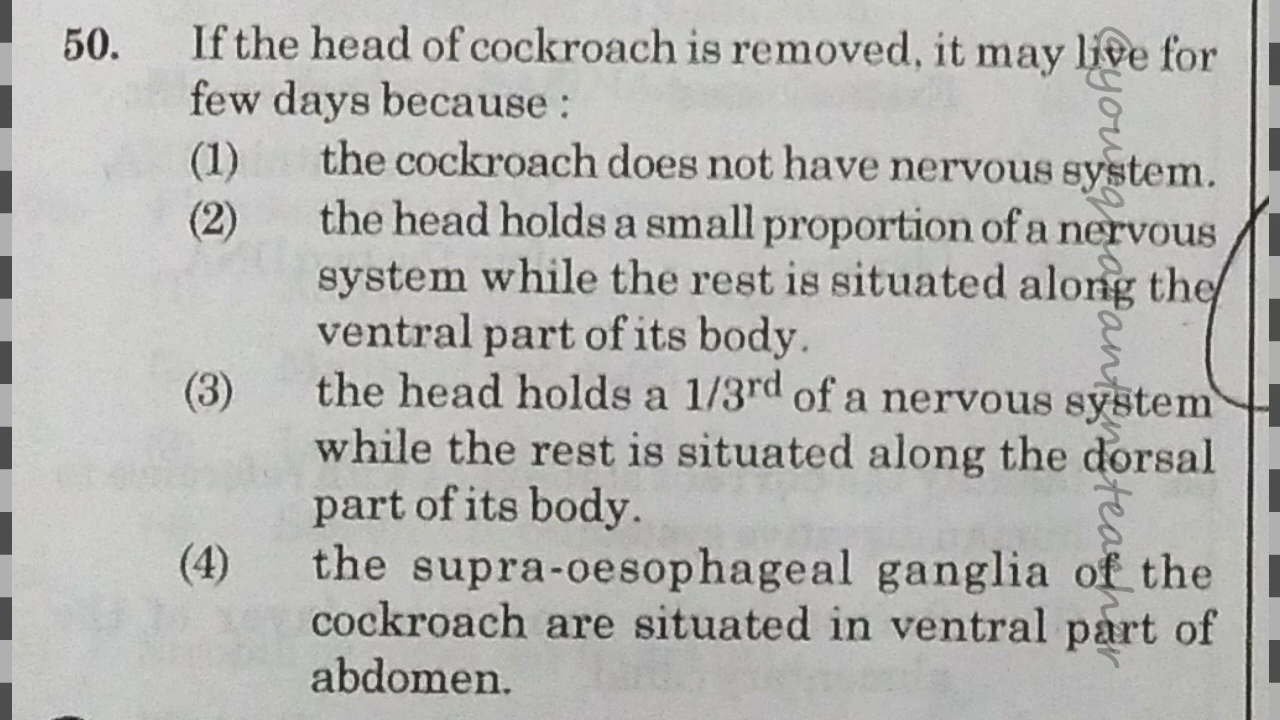 50. If the head of cockroach is removed, it may live for
few days because :
(1) the cockroach does not have nervous system.
(2) the head holds a small proportion of a nervous
system while the rest is situated along the
ventral part of its body.
(3) the head holds a 1/3rd of a nervous system
while the rest is situated along the dorsal
part of its body.
(4) the supra-oesophageal ganglia of the
cockroach are situated in ventral part of
abdomen.